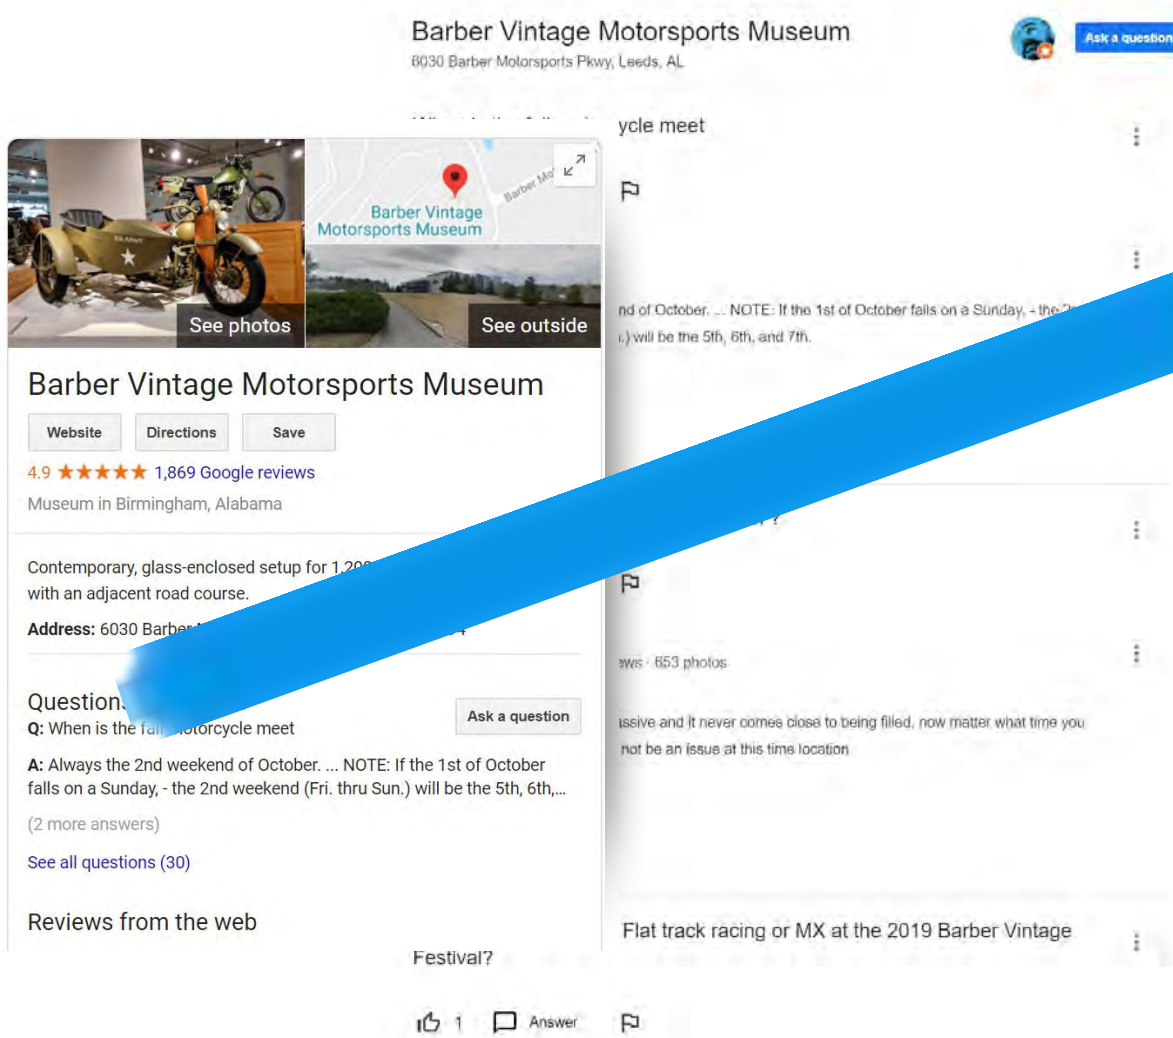 Barber Vintage Motorsports Museum
6030 Barber Motorsports Pkwy, Leeds, AL
Ask a question
ycle meet
nd of October. ... NOTE: If the 1st of October falls on a Sunday, - the
.) will be the 5th, 6th, and 7th.
?
ews · 653 photos
assive and it never comes close to being filled, now matter what time you
not be an issue at this time location
Flat track racing or MX at the 2019 Barber Vintage
Festival?
1 Answer
US ARMY
Barber Mo
Barber Vintage
Motorsports Museum
See photos
See outside
Barber Vintage Motorsports Museum
Website Directions Save
4.9 ★★★★★ 1,869 Google reviews
Museum in Birmingham, Alabama
Contemporary, glass-enclosed setup for
with an adjacent road course.
Address: 6030 Barber
Question
Q: When is the fall motorcycle meet
Ask a question
A: Always the 2nd weekend of October. ... NOTE: If the 1st of October
falls on a Sunday, - the 2nd weekend (Fri. thru Sun.) will be the 5th, 6th,...
(2 more answers)
See all questions (30)
Reviews from the web